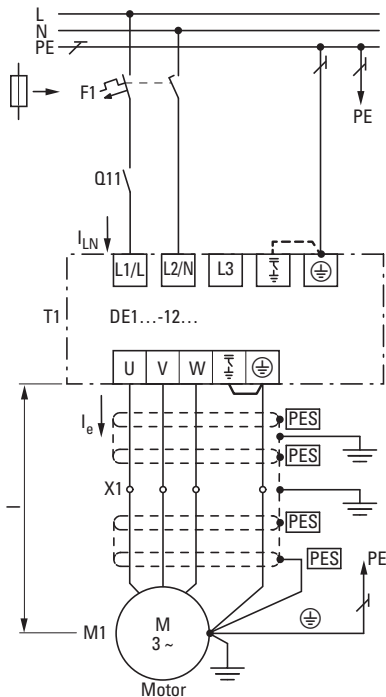 L
N
PE
F1
PE
Q11
I_LN
L1/L
L2/N
L3
T1
DE1...-12...
U
V
W
I_e
PES
PES
X1
PES
l
PES
PE
M1
M
3 ~
Motor